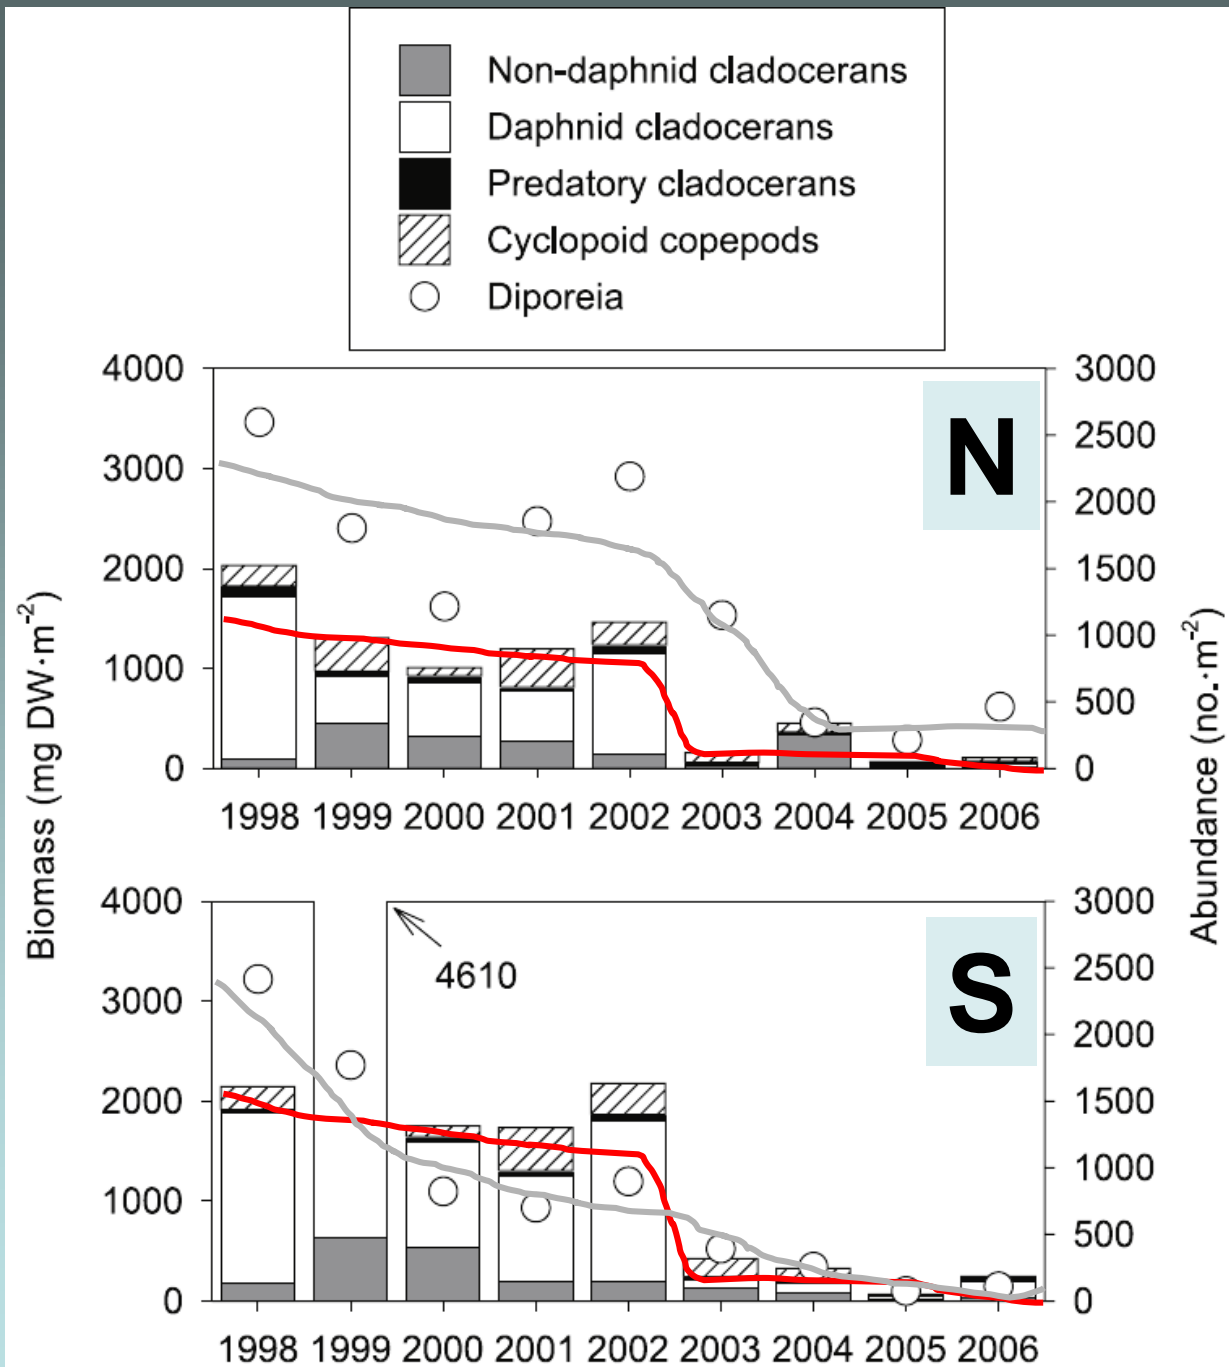 Non-daphnid cladocerans
Daphnid cladocerans
Predatory cladocerans
Cyclopoid copepods
Diporeia
Biomass (mg DW·m⁻²)
Abundance (no.·m⁻²)
4000
3000
2000
1000
0
N
3000
2500
2000
1500
1000
500
0
1998 1999 2000 2001 2002 2003 2004 2005 2006
4000
3000
2000
1000
0
4610
S
3000
2500
2000
1500
1000
500
0
1998 1999 2000 2001 2002 2003 2004 2005 2006